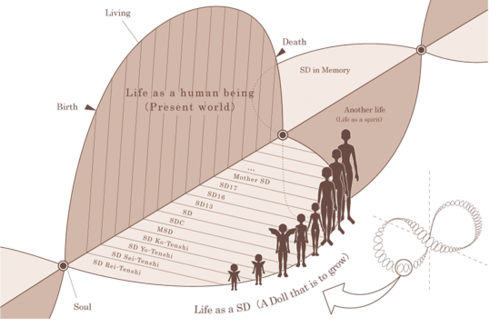 Living
Death
SD in Memory
Life as a human being
(Present world)
Birth
Another life
(Life as a spirit)
...
Mother SD
SD17
SD16
SD13
SD
SDC
MSD
SD Ko-Tenshi
SD Yo-Tenshi
SD Sei-Tenshi
SD Rei-Tenshi
Soul
Life as a SD (A Doll that is to grow)